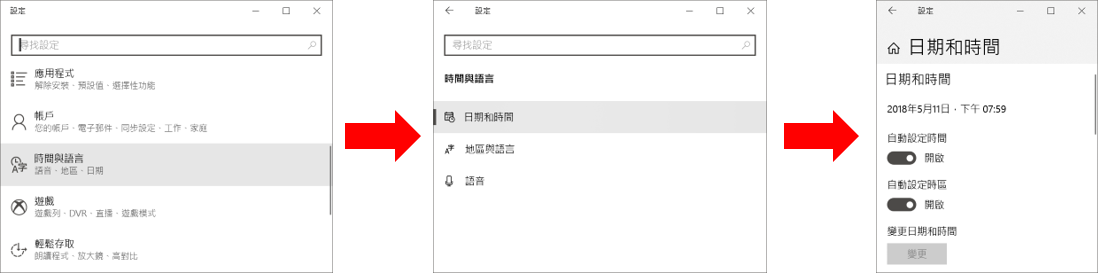 設定
尋找設定
應用程式
解除安裝、預設值、選擇性功能
帳戶
您的帳戶、電子郵件、同步設定、工作、家庭
時間與語言
語音、地區、日期
遊戲
遊戲列、DVR、直播、遊戲模式
輕鬆存取
朗讀程式、放大鏡、高對比
設定
尋找設定
時間與語言
日期和時間
地區與語言
語音
設定
日期和時間
日期和時間
2018年5月11日，下午 07:59
自動設定時間
開啟
自動設定時區
開啟
變更日期和時間
變更